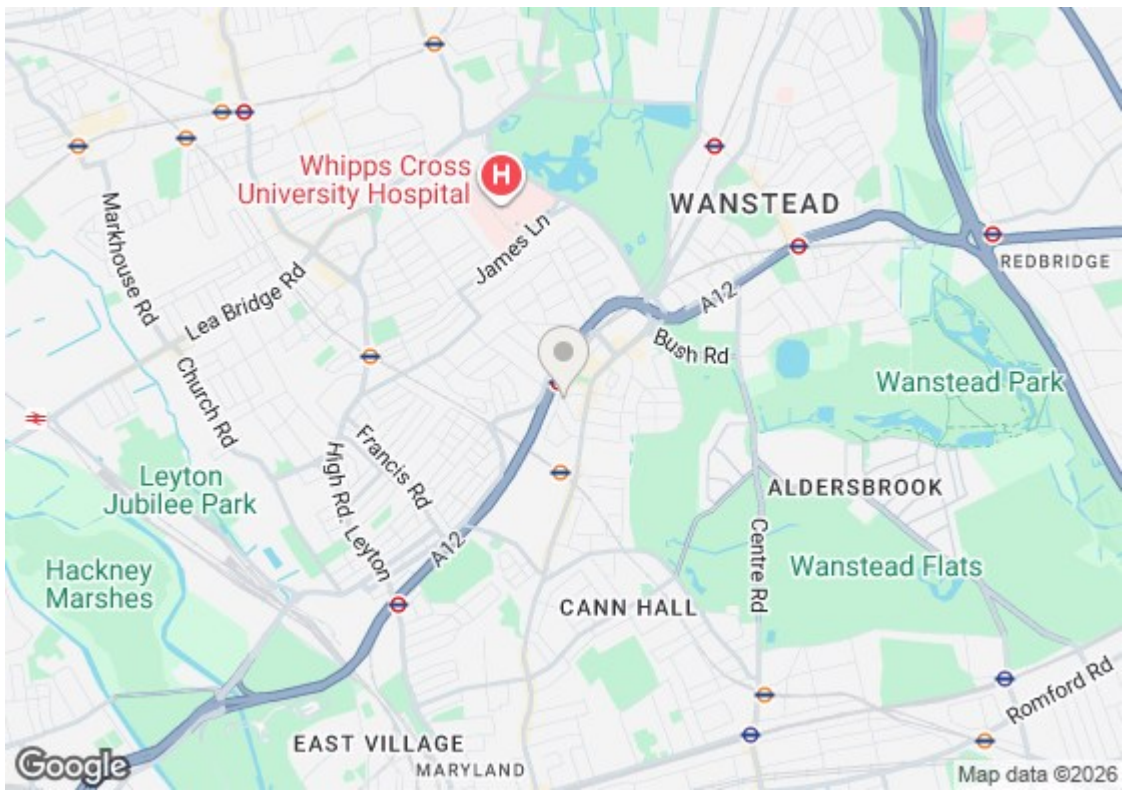 Whipps Cross
University Hospital
H
WANSTEAD
Markhouse Rd
James Ln
REDBRIDGE
Lea Bridge Rd
A12
Bush Rd
Church Rd
Wanstead Park
Francis Rd
High Rd. Leyton
Leyton
Jubilee Park
ALDERSBROOK
A12
Centre Rd
Hackney
Marshes
Wanstead Flats
CANN HALL
Romford Rd
EAST VILLAGE
MARYLAND
Google
Map data ©2026